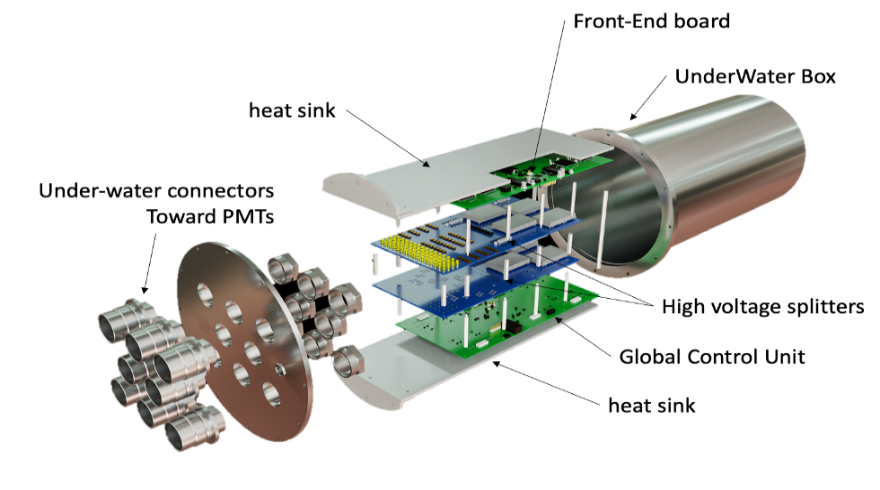 Front-End board
UnderWater Box
heat sink
Under-water connectors
Toward PMTs
High voltage splitters
Global Control Unit
heat sink